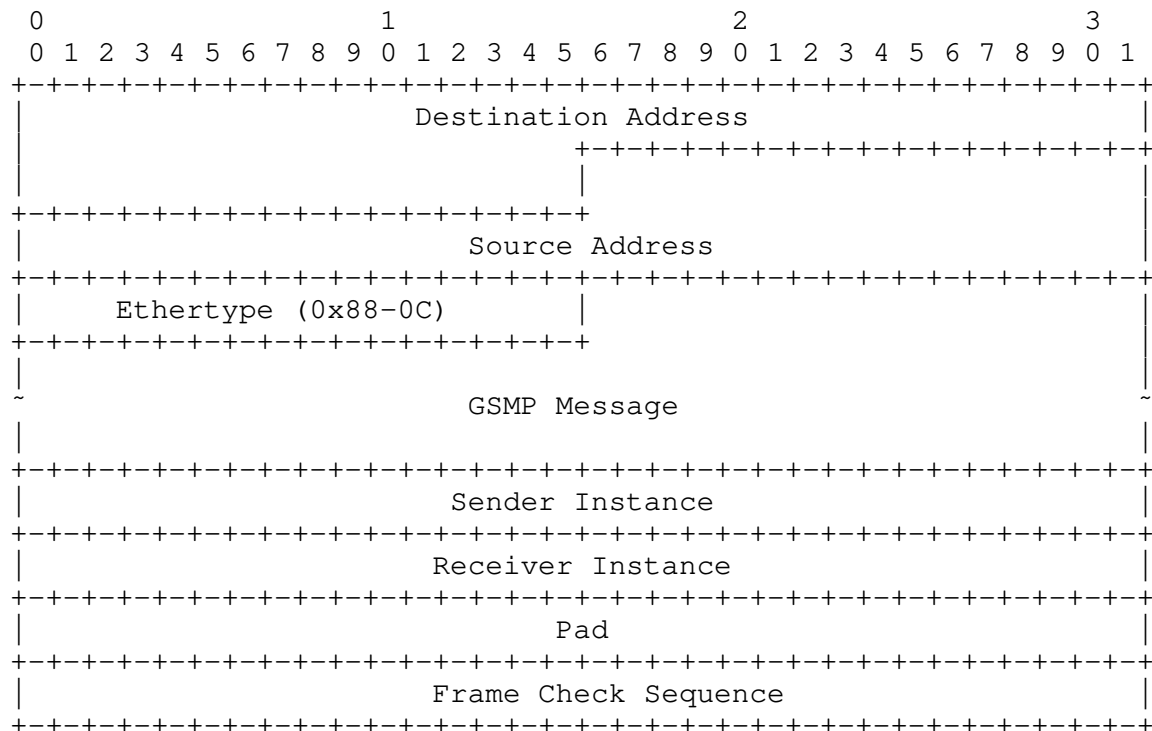 0                   1                   2                   3
0 1 2 3 4 5 6 7 8 9 0 1 2 3 4 5 6 7 8 9 0 1 2 3 4 5 6 7 8 9 0 1
+-+-+-+-+-+-+-+-+-+-+-+-+-+-+-+-+-+-+-+-+-+-+-+-+-+-+-+-+-+-+-+-+
|                      Destination Address                      |
|                               +-+-+-+-+-+-+-+-+-+-+-+-+-+-+-+-+
|                               |                               |
+-+-+-+-+-+-+-+-+-+-+-+-+-+-+-+-+                               |
|                         Source Address                        |
+-+-+-+-+-+-+-+-+-+-+-+-+-+-+-+-+-+-+-+-+-+-+-+-+-+-+-+-+-+-+-+-+
|     Ethertype (0x88-0C)       |                               |
+-+-+-+-+-+-+-+-+-+-+-+-+-+-+-+-+                               |
|                                                               |
~                         GSMP Message                          ~
|                                                               |
+-+-+-+-+-+-+-+-+-+-+-+-+-+-+-+-+-+-+-+-+-+-+-+-+-+-+-+-+-+-+-+-+
|                        Sender Instance                        |
+-+-+-+-+-+-+-+-+-+-+-+-+-+-+-+-+-+-+-+-+-+-+-+-+-+-+-+-+-+-+-+-+
|                       Receiver Instance                       |
+-+-+-+-+-+-+-+-+-+-+-+-+-+-+-+-+-+-+-+-+-+-+-+-+-+-+-+-+-+-+-+-+
|                              Pad                              |
+-+-+-+-+-+-+-+-+-+-+-+-+-+-+-+-+-+-+-+-+-+-+-+-+-+-+-+-+-+-+-+-+
|                       Frame Check Sequence                    |
+-+-+-+-+-+-+-+-+-+-+-+-+-+-+-+-+-+-+-+-+-+-+-+-+-+-+-+-+-+-+-+-+